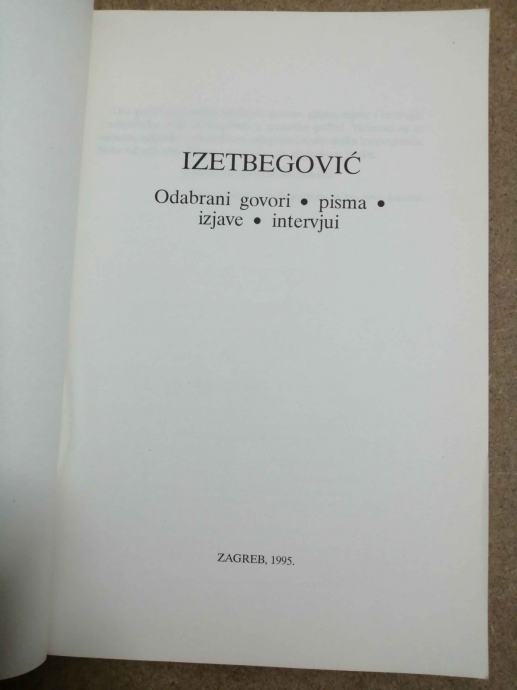 IZETBEGOVIĆ
Odabrani govori • pisma •
izjave • intervjui
ZAGREB, 1995.